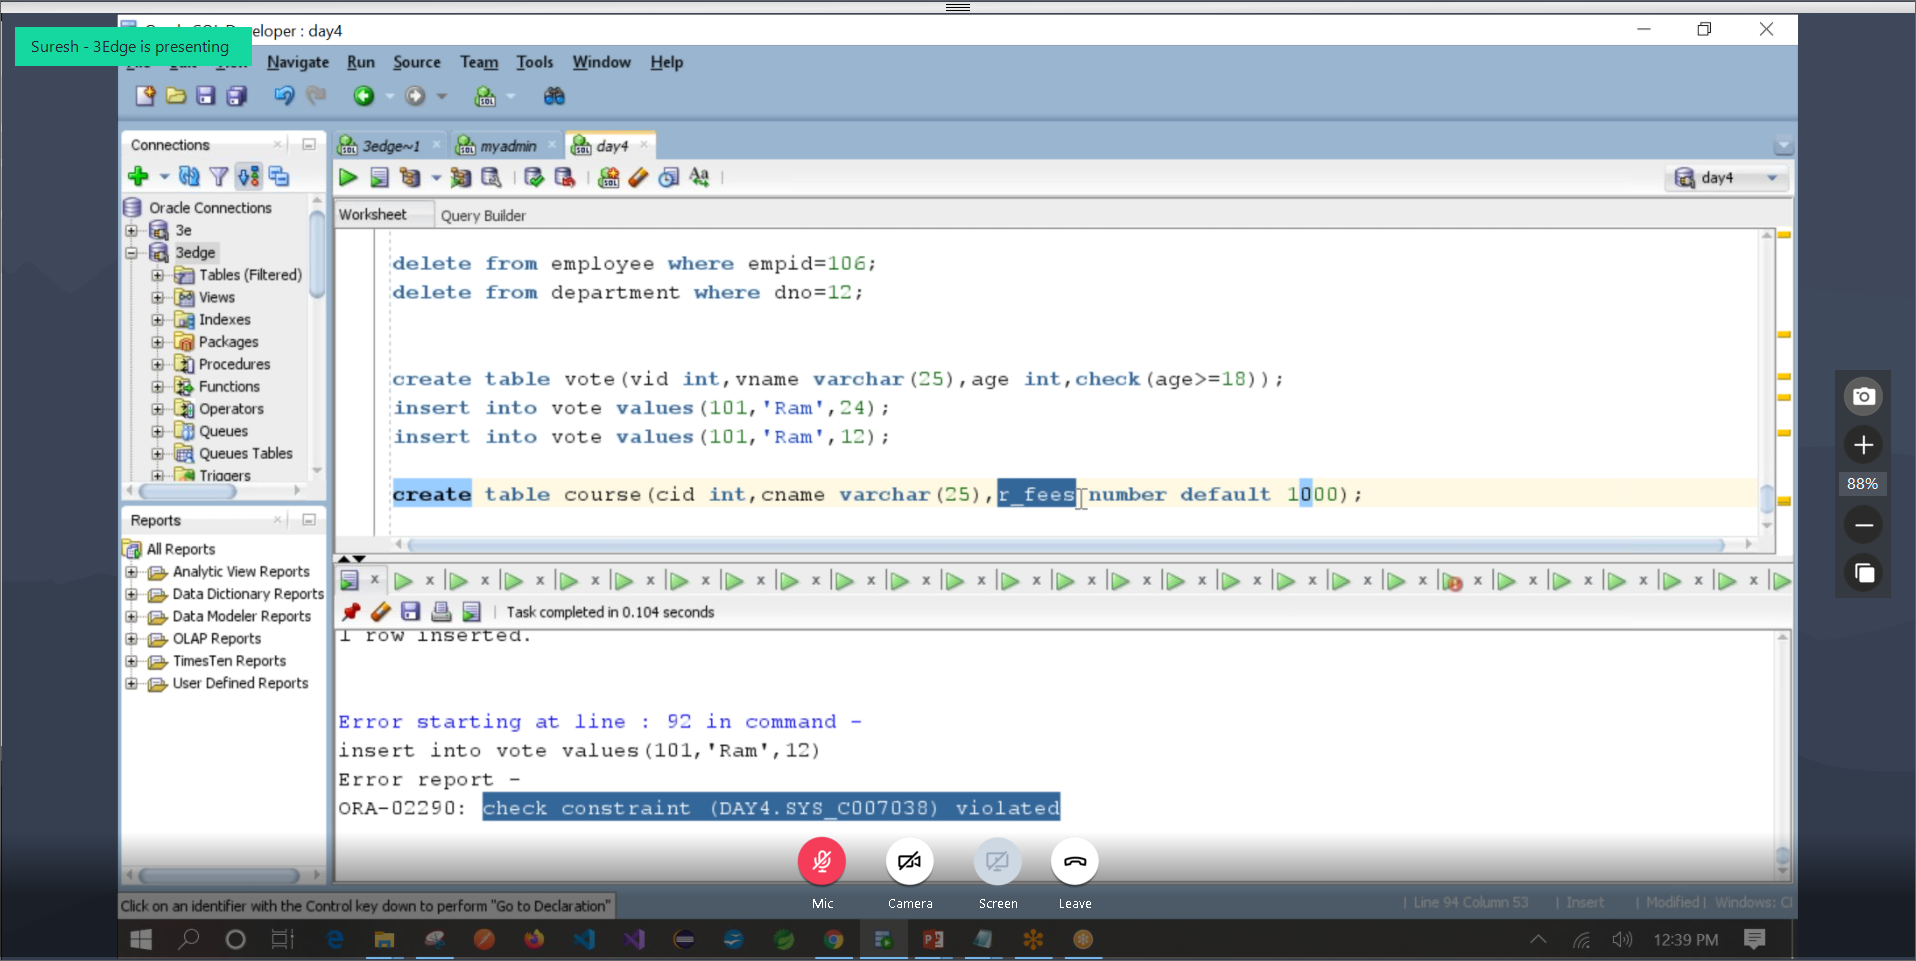 Developer : day4
Suresh - 3Edge is presenting
Navigate Run Source Team Tools Window Help
Connections
3edge~1 myadmin day4
day4
Worksheet Query Builder
Oracle Connections
3e
3edge
Tables (Filtered)
Views
Indexes
Packages
Procedures
Functions
Operators
Queues
Queues Tables
Triggers
delete from employee where empid=106;
delete from department where dno=12;
create table vote(vid int,vname varchar(25),age int,check(age>=18));
insert into vote values(101,'Ram',24);
insert into vote values(101,'Ram',12);
create table course(cid int,cname varchar(25),r_fees number default 1000);
88%
Reports
All Reports
Analytic View Reports
Data Dictionary Reports
Data Modeler Reports
OLAP Reports
TimesTen Reports
User Defined Reports
Task completed in 0.104 seconds
1 row inserted.
Error starting at line : 92 in command -
insert into vote values(101,'Ram',12)
Error report -
ORA-02290: check constraint (DAY4.SYS_C007038) violated
Mic Camera Screen Leave
Click on an identifier with the Control key down to perform "Go to Declaration"
| Line 94 Column 53 | Insert | Modified | Windows:
12:39 PM